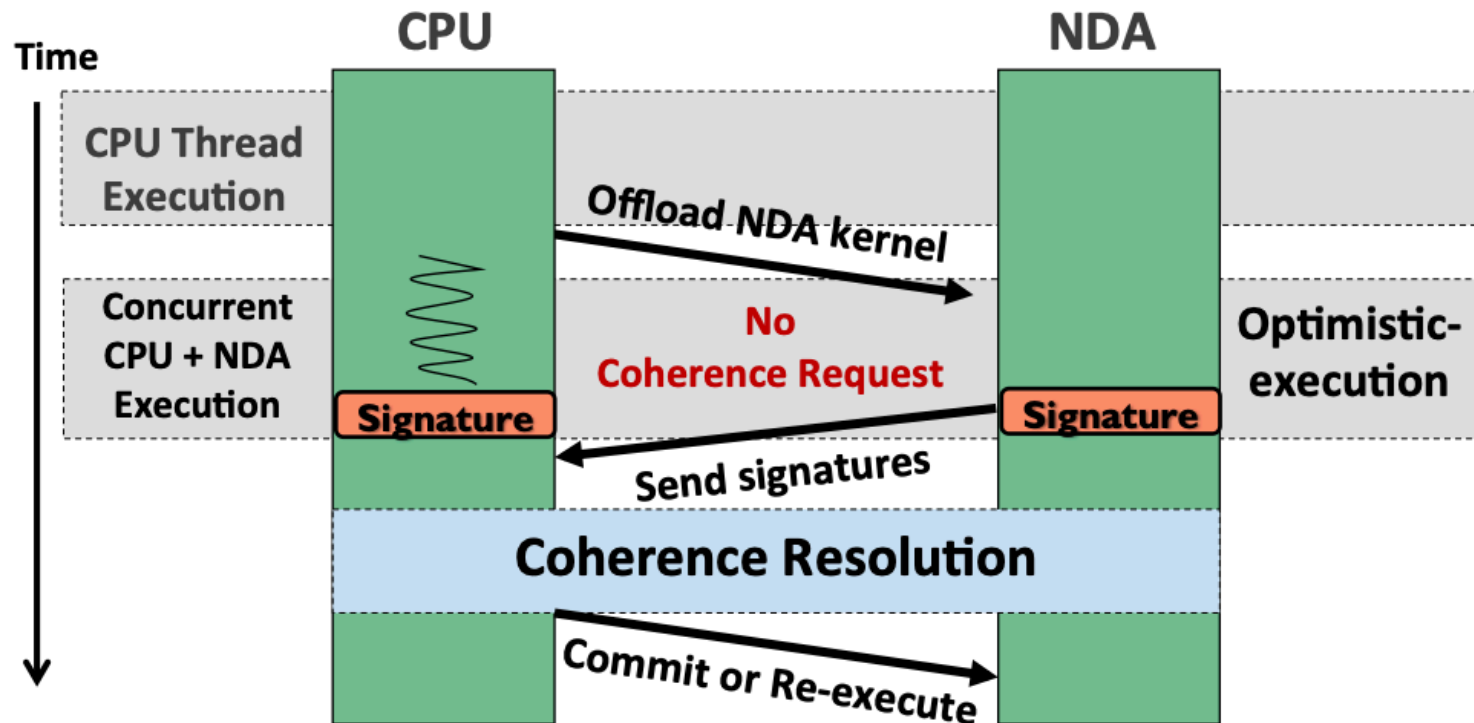 CPU
NDA
Time
CPU Thread
Execution
Offload NDA kernel
Concurrent
CPU + NDA
Execution
No
Coherence Request
Optimistic-
execution
Signature
Signature
Send signatures
Coherence Resolution
Commit or Re-execute